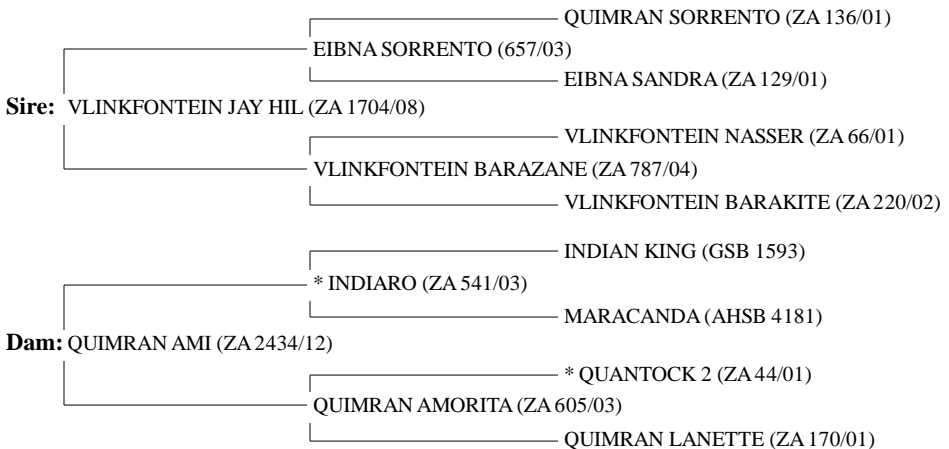 QUIMRAN SORRENTO (ZA 136/01)
EIBNA SORRENTO (657/03)
EIBNA SANDRA (ZA 129/01)
Sire: VLINKFONTEIN JAY HIL (ZA 1704/08)
VLINKFONTEIN NASSER (ZA 66/01)
VLINKFONTEIN BARAZANE (ZA 787/04)
VLINKFONTEIN BARAKITE (ZA 220/02)
INDIAN KING (GSB 1593)
* INDIARO (ZA 541/03)
MARACANDA (AHSB 4181)
Dam: QUIMRAN AMI (ZA 2434/12)
* QUANTOCK 2 (ZA 44/01)
QUIMRAN AMORITA (ZA 605/03)
QUIMRAN LANETTE (ZA 170/01)